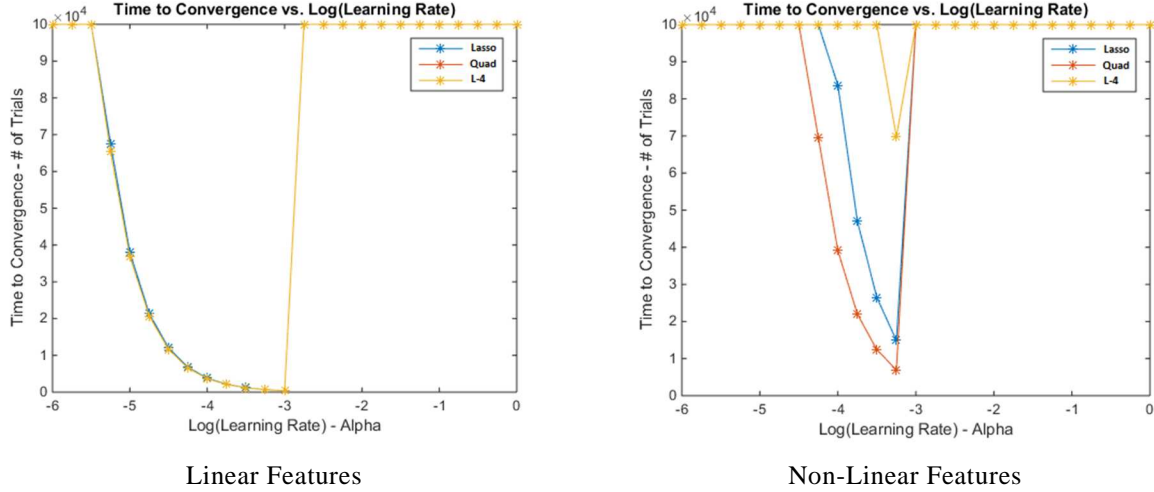 Time to Convergence vs. Log(Learning Rate)
×10^4
10
9
8
7
6
5
4
3
2
1
0
-6
-5
-4
-3
-2
-1
0
Time to Convergence - # of Trials
Log(Learning Rate) - Alpha
Lasso
Quad
L-4
Linear Features
Time to Convergence vs. Log(Learning Rate)
×10^4
10
9
8
7
6
5
4
3
2
1
0
-6
-5
-4
-3
-2
-1
0
Time to Convergence - # of Trials
Log(Learning Rate) - Alpha
Lasso
Quad
L-4
Non-Linear Features